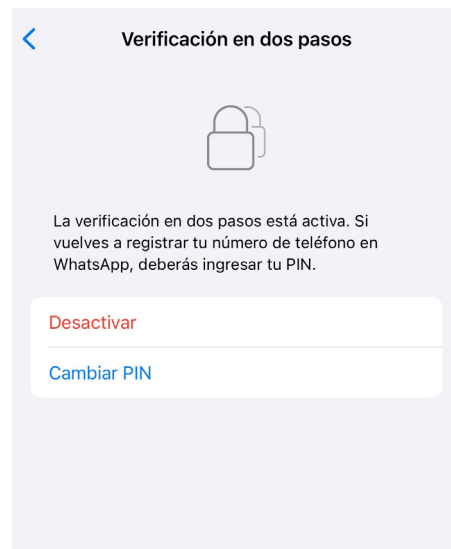 Verificación en dos pasos
La verificación en dos pasos está activa. Si
vuelves a registrar tu número de teléfono en
WhatsApp, deberás ingresar tu PIN.
Desactivar
Cambiar PIN